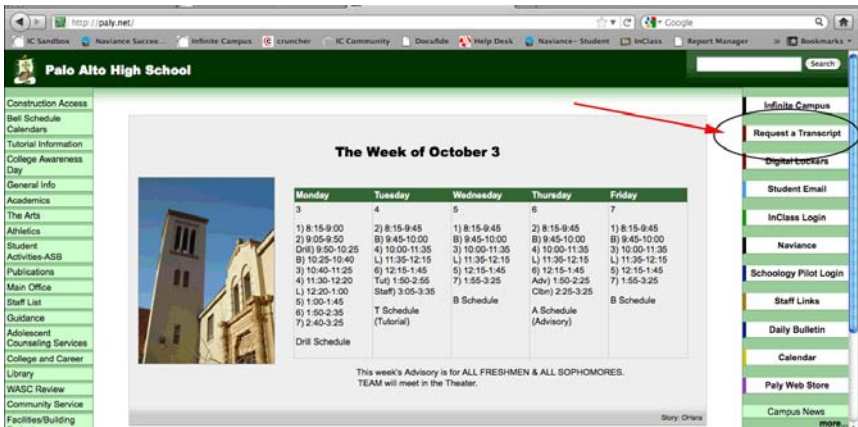 http://paly.net/
Google
IC Sandbox
Naviance Succee...
Infinite Campus
cruncher
IC Community
Docufide
Help Desk
Naviance- Student
InClass
Report Manager
»
Bookmarks
Palo Alto High School
Search
Construction Access
Bell Schedule
Calendars
Tutorial Information
College Awareness
Day
General Info
Academics
The Arts
Athletics
Student
Activities-ASB
Publications
Main Office
Staff List
Guidance
Adolescent
Counseling Services
College and Career
Library
WASC Review
Community Service
Facilities/Building
The Week of October 3
Monday
3
1) 8:15-9:00
2) 9:05-9:50
Drill) 9:50-10:25
B) 10:25-10:40
3) 10:40-11:25
4) 11:30-12:20
L) 12:20-1:00
5) 1:00-1:45
6) 1:50-2:35
7) 2:40-3:25
Drill Schedule
Tuesday
4
2) 8:15-9:45
B) 9:45-10:00
4) 10:00-11:35
L) 11:35-12:15
6) 12:15-1:45
Tut) 1:50-2:55
Staff) 3:05-3:35
T Schedule
(Tutorial)
Wednesday
5
1) 8:15-9:45
B) 9:45-10:00
3) 10:00-11:35
L) 11:35-12:15
5) 12:15-1:45
7) 1:55-3:25
B Schedule
Thursday
6
2) 8:15-9:45
B) 9:45-10:00
4) 10:00-11:35
L) 11:35-12:15
6) 12:15-1:45
Adv) 1:50-2:25
Clbn) 2:25-3:25
A Schedule
(Advisory)
Friday
7
1) 8:15-9:45
B) 9:45-10:00
3) 10:00-11:35
L) 11:35-12:15
5) 12:15-1:45
7) 1:55-3:25
B Schedule
This week's Advisory is for ALL FRESHMEN & ALL SOPHOMORES.
TEAM will meet in the Theater.
Story: OHara
Infinite Campus
Request a Transcript
Digital Lockers
Student Email
InClass Login
Naviance
Schoology Pilot Login
Staff Links
Daily Bulletin
Calendar
Paly Web Store
Campus News
more...